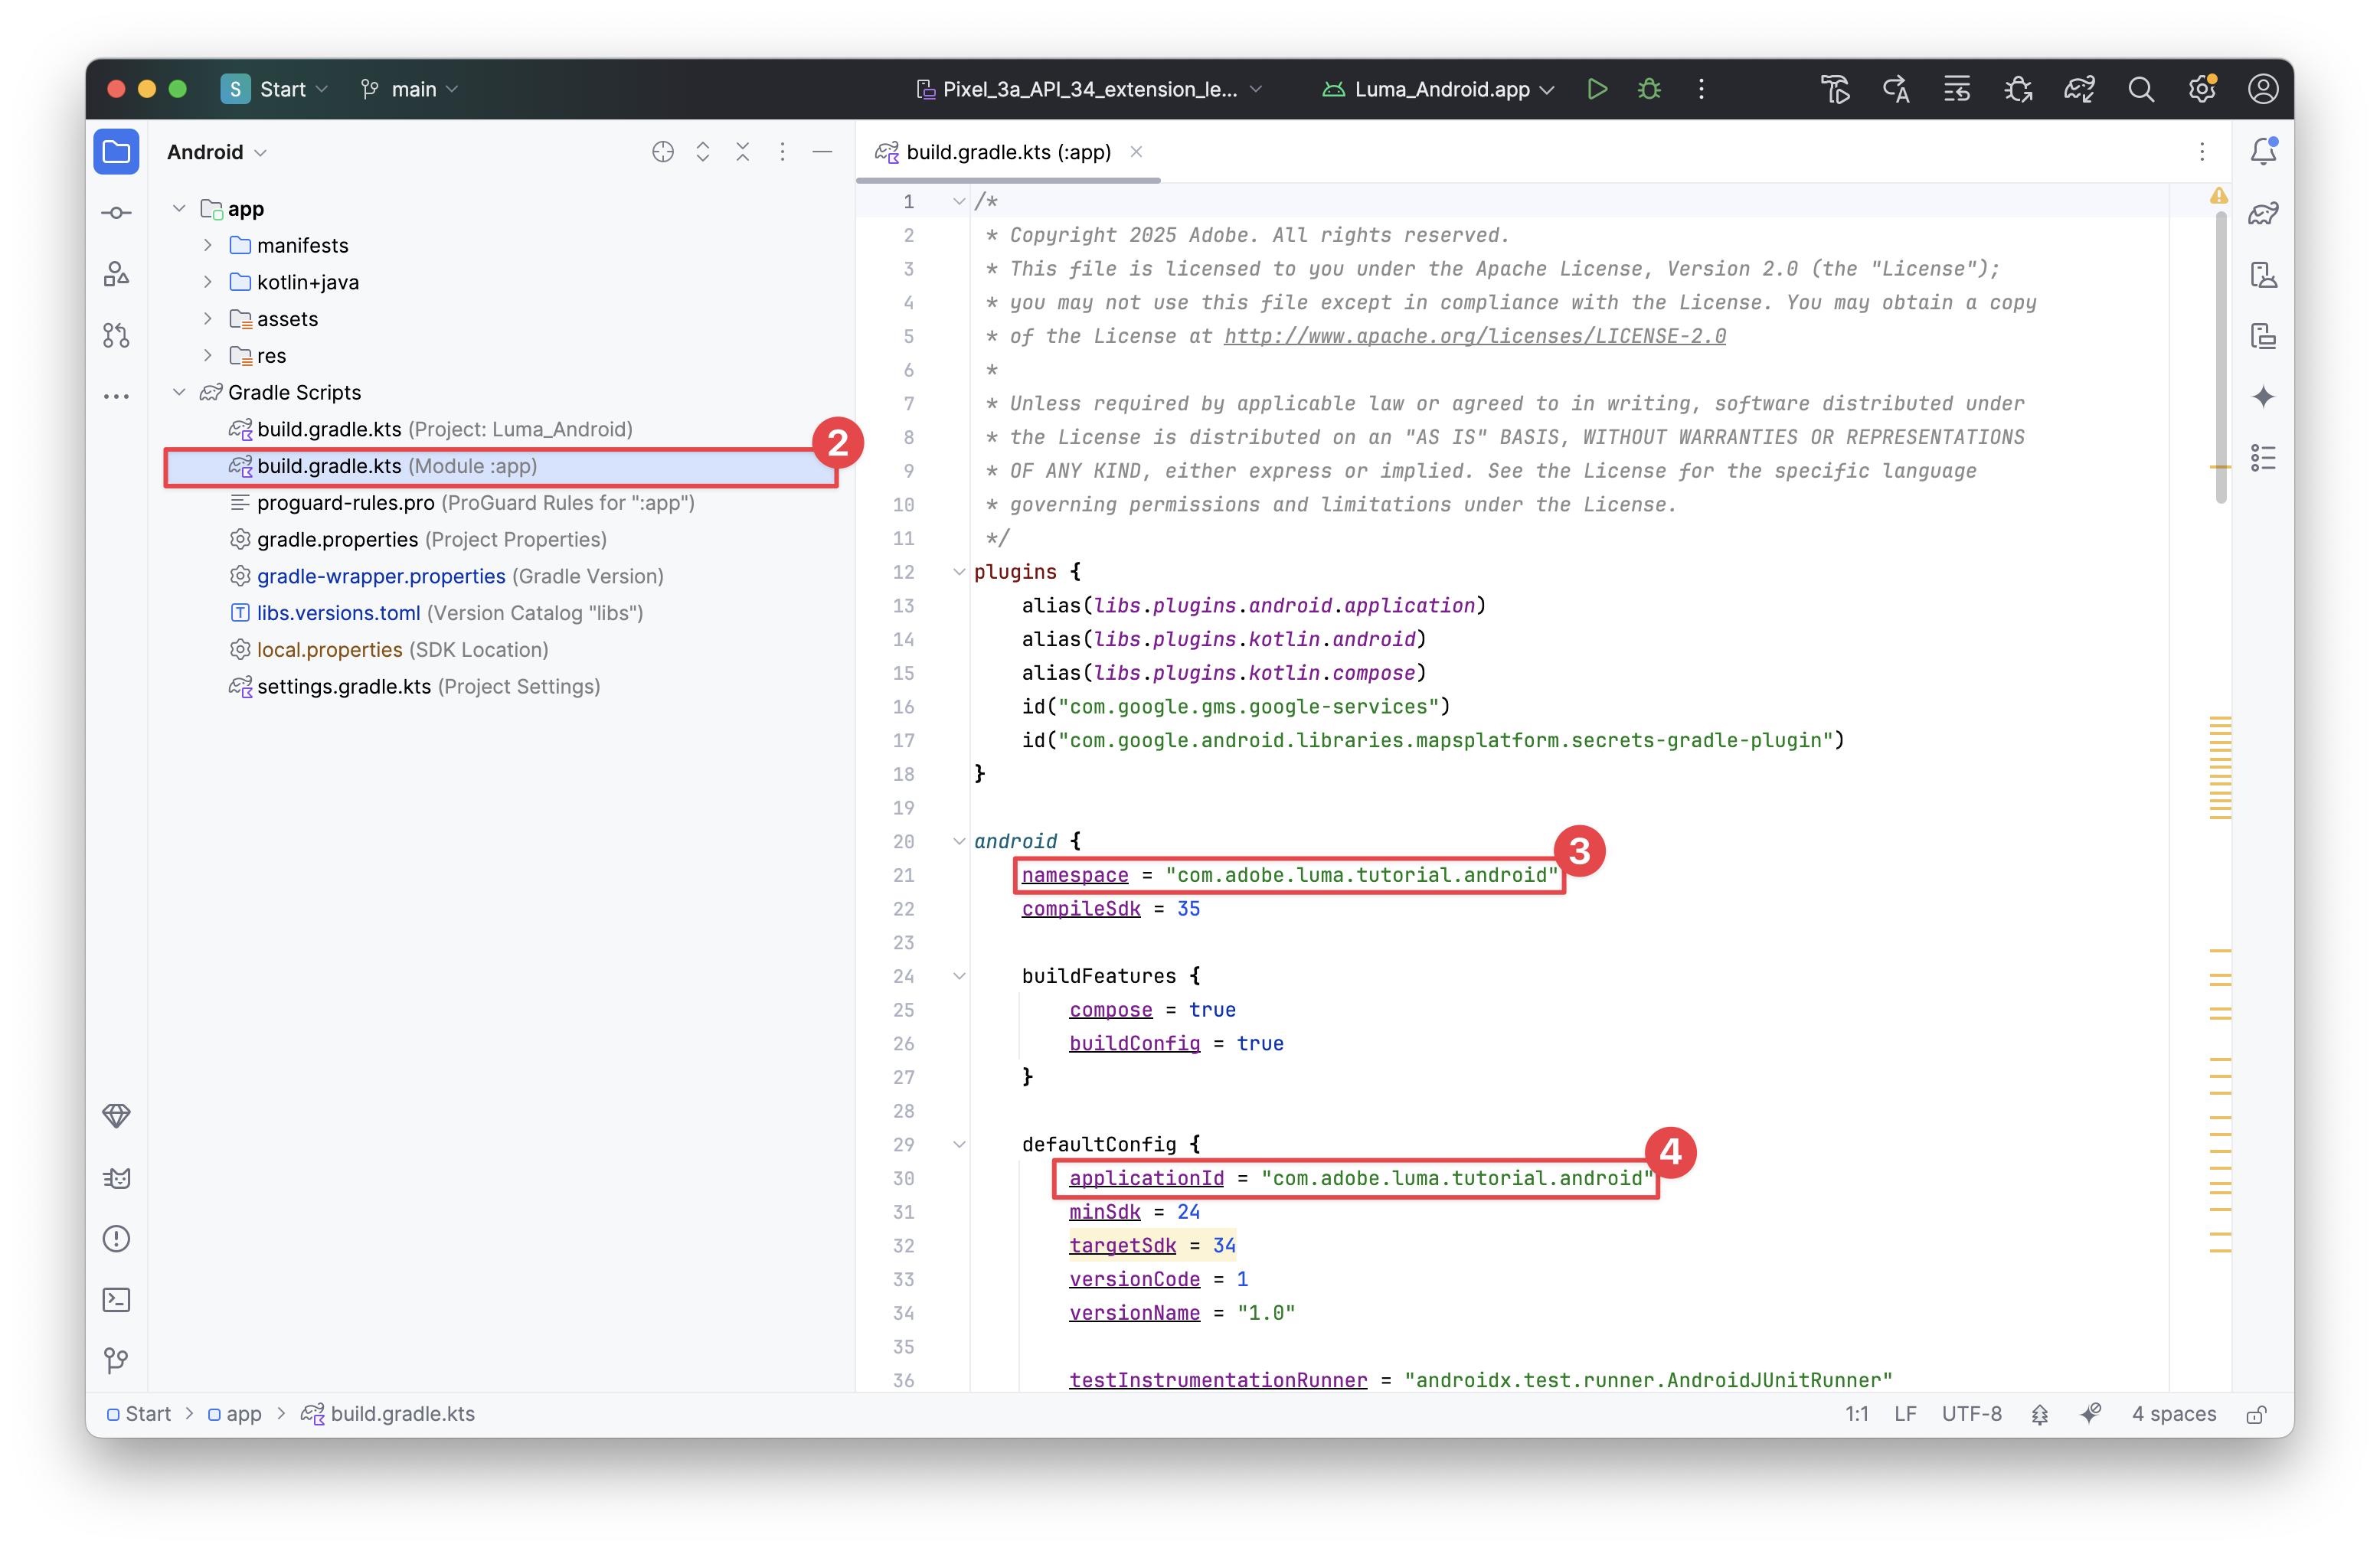 S Start main Pixel_3a_API_34_extension_le... Luma_Android.app
Android
app
manifests
kotlin+java
assets
res
Gradle Scripts
build.gradle.kts (Project: Luma_Android)
2
build.gradle.kts (Module :app)
proguard-rules.pro (ProGuard Rules for ":app")
gradle.properties (Project Properties)
gradle-wrapper.properties (Gradle Version)
libs.versions.toml (Version Catalog "libs")
local.properties (SDK Location)
settings.gradle.kts (Project Settings)
build.gradle.kts (:app)
1 /*
2 * Copyright 2025 Adobe. All rights reserved.
3 * This file is licensed to you under the Apache License, Version 2.0 (the "License");
4 * you may not use this file except in compliance with the License. You may obtain a copy
5 * of the License at http://www.apache.org/licenses/LICENSE-2.0
6 *
7 * Unless required by applicable law or agreed to in writing, software distributed under
8 * the License is distributed on an "AS IS" BASIS, WITHOUT WARRANTIES OR REPRESENTATIONS
9 * OF ANY KIND, either express or implied. See the License for the specific language
10 * governing permissions and limitations under the License.
11 */
12 plugins {
13 alias(libs.plugins.android.application)
14 alias(libs.plugins.kotlin.android)
15 alias(libs.plugins.kotlin.compose)
16 id("com.google.gms.google-services")
17 id("com.google.android.libraries.mapsplatform.secrets-gradle-plugin")
18 }
19
20 android {
3
21 namespace = "com.adobe.luma.tutorial.android"
22 compileSdk = 35
23
24 buildFeatures {
25 compose = true
26 buildConfig = true
27 }
28
29 defaultConfig {
4
30 applicationId = "com.adobe.luma.tutorial.android"
31 minSdk = 24
32 targetSdk = 34
33 versionCode = 1
34 versionName = "1.0"
35
36 testInstrumentationRunner = "androidx.test.runner.AndroidJUnitRunner"
Start > app > build.gradle.kts 1:1 LF UTF-8 4 spaces